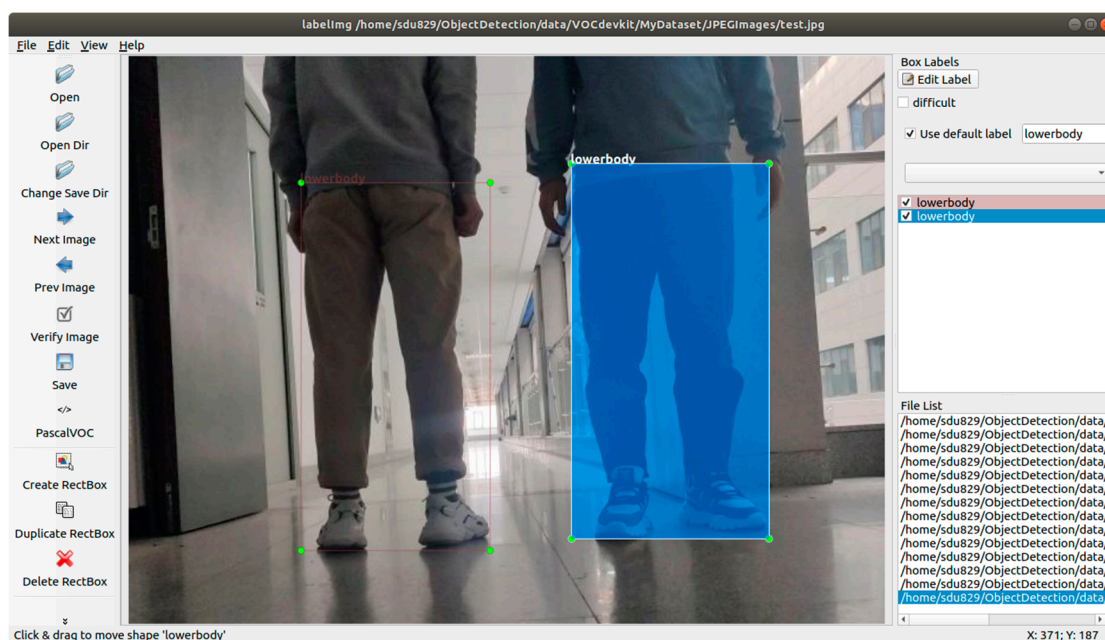 labelImg /home/sdu829/ObjectDetection/data/VOCdevkit/MyDataset/JPEGImages/test.jpg
File Edit View Help
Open
Open Dir
Change Save Dir
Next Image
Prev Image
Verify Image
Save
</>
PascalVOC
Create RectBox
Duplicate RectBox
Delete RectBox
lowerbody
lowerbody
Box Labels
Edit Label
difficult
Use default label lowerbody
lowerbody
lowerbody
File List
/home/sdu829/ObjectDetection/data/
/home/sdu829/ObjectDetection/data/
/home/sdu829/ObjectDetection/data/
/home/sdu829/ObjectDetection/data/
/home/sdu829/ObjectDetection/data/
/home/sdu829/ObjectDetection/data/
/home/sdu829/ObjectDetection/data/
/home/sdu829/ObjectDetection/data/
/home/sdu829/ObjectDetection/data/
/home/sdu829/ObjectDetection/data/
/home/sdu829/ObjectDetection/data/
/home/sdu829/ObjectDetection/data/
/home/sdu829/ObjectDetection/data/
/home/sdu829/ObjectDetection/data/
Click & drag to move shape 'lowerbody'
X: 371; Y: 187